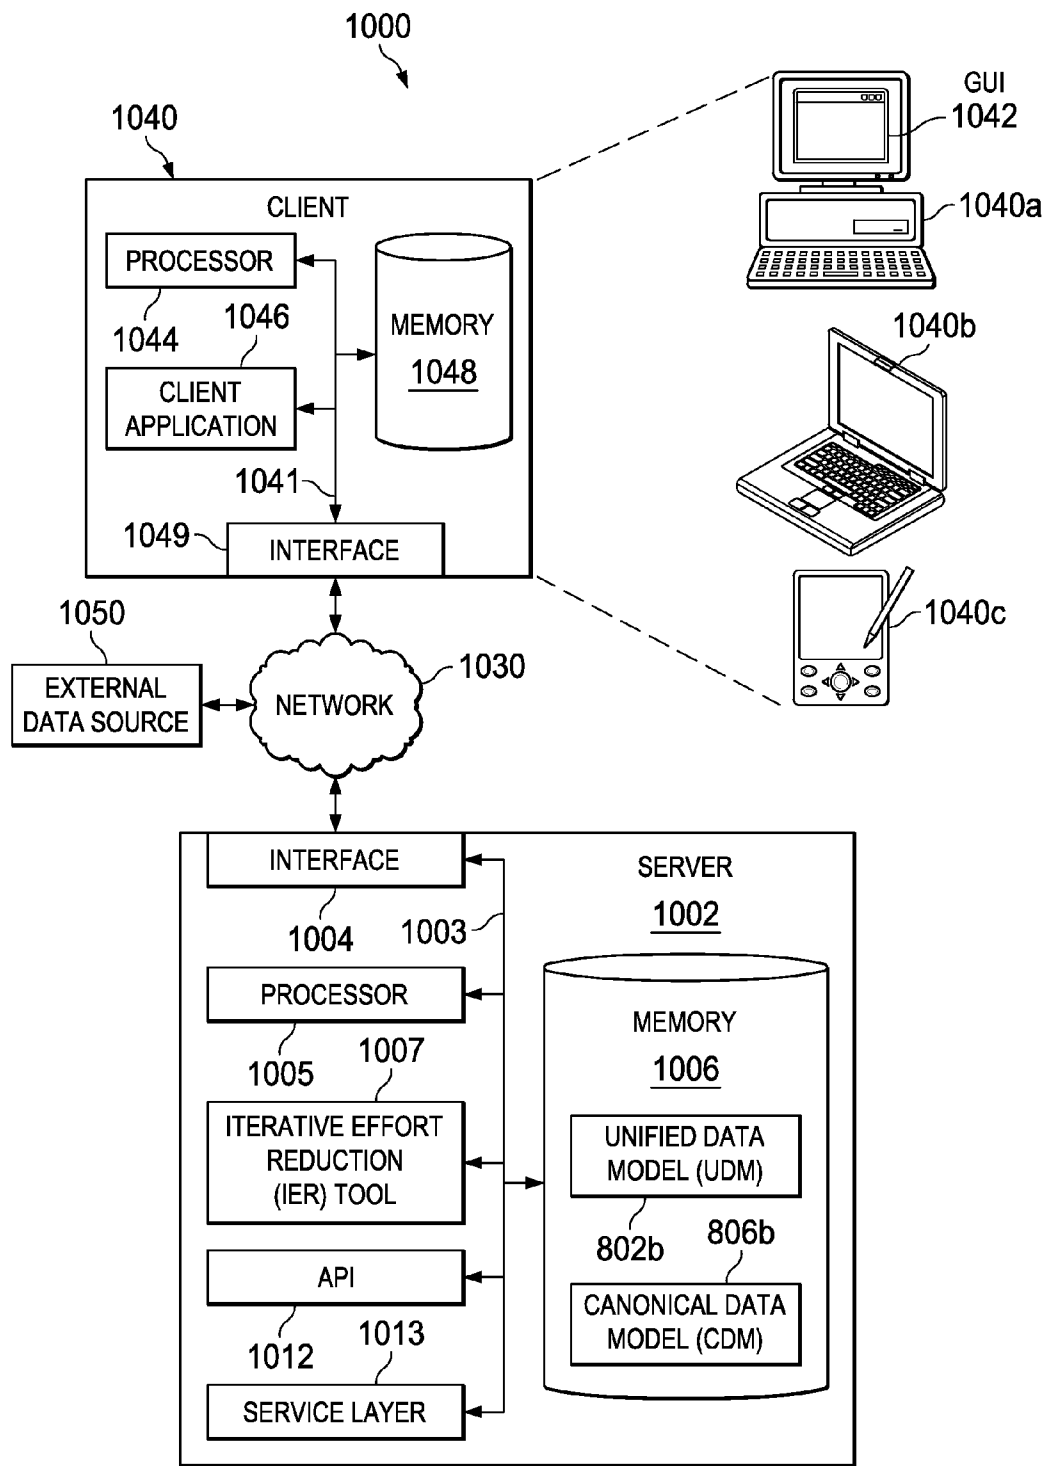 1000
1040
CLIENT
PROCESSOR
1044
1046
CLIENT
APPLICATION
MEMORY
1048
1041
1049
INTERFACE
GUI
1042
1040a
1040b
1040c
1050
EXTERNAL
DATA SOURCE
NETWORK
1030
INTERFACE
1004
1003
SERVER
1002
PROCESSOR
1005
1007
ITERATIVE EFFORT
REDUCTION
(IER) TOOL
API
1012
1013
SERVICE LAYER
MEMORY
1006
UNIFIED DATA
MODEL (UDM)
802b
806b
CANONICAL DATA
MODEL (CDM)